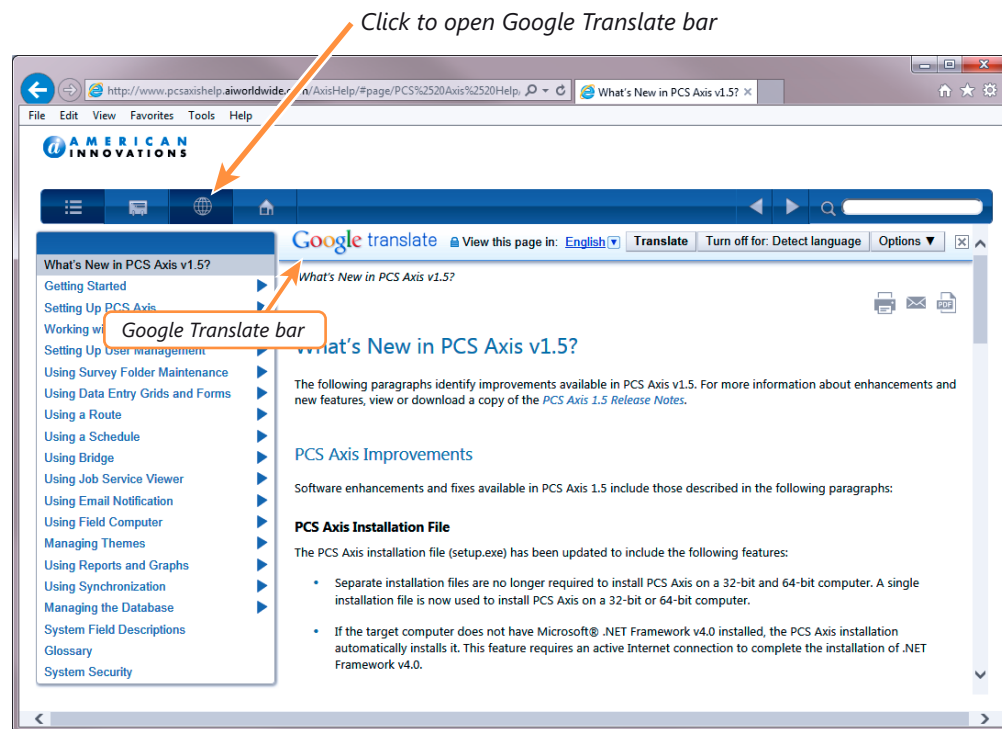 Click to open Google Translate bar
http://www.pcsaxishelp.aiworldwide. m/AxisHelp/#page/PCS%2520Axis%2520Help, What's New in PCS Axis v1.5? ×
File Edit View Favorites Tools Help
AMERICAN
INNOVATIONS
Google translate View this page in: English Translate Turn off for: Detect language Options ▼
What's New in PCS Axis v1.5?
What's New in PCS Axis v1.5?
Getting Started
Setting Up PCS Axis
PDF
Working wi
Google Translate bar
What's New in PCS Axis v1.5?
Setting Up User Management
Using Survey Folder Maintenance
Using Data Entry Grids and Forms
Using a Route
Using a Schedule
Using Bridge
Using Job Service Viewer
Using Email Notification
Using Field Computer
Managing Themes
Using Reports and Graphs
Using Synchronization
Managing the Database
System Field Descriptions
Glossary
System Security
The following paragraphs identify improvements available in PCS Axis v1.5. For more information about enhancements and
new features, view or download a copy of the PCS Axis 1.5 Release Notes.
PCS Axis Improvements
Software enhancements and fixes available in PCS Axis 1.5 include those described in the following paragraphs:
PCS Axis Installation File
The PCS Axis installation file (setup.exe) has been updated to include the following features:
• Separate installation files are no longer required to install PCS Axis on a 32-bit and 64-bit computer. A single
installation file is now used to install PCS Axis on a 32-bit or 64-bit computer.
• If the target computer does not have Microsoft® .NET Framework v4.0 installed, the PCS Axis installation
automatically installs it. This feature requires an active Internet connection to complete the installation of .NET
Framework v4.0.